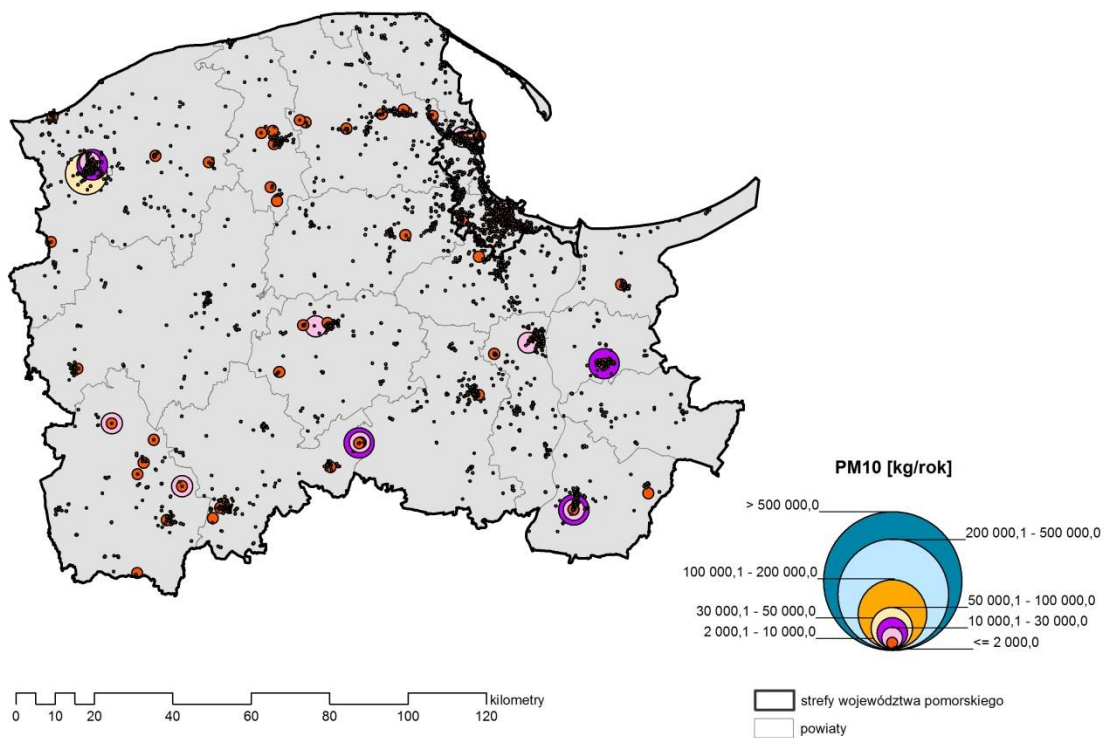 PM10 [kg/rok]
> 500 000,0
200 000,1 - 500 000,0
100 000,1 - 200 000,0
50 000,1 - 100 000,0
30 000,1 - 50 000,0
10 000,1 - 30 000,0
2 000,1 - 10 000,0
<= 2 000,0
kilometry
0 10 20 40 60 80 100 120
strefy województwa pomorskiego
powiaty